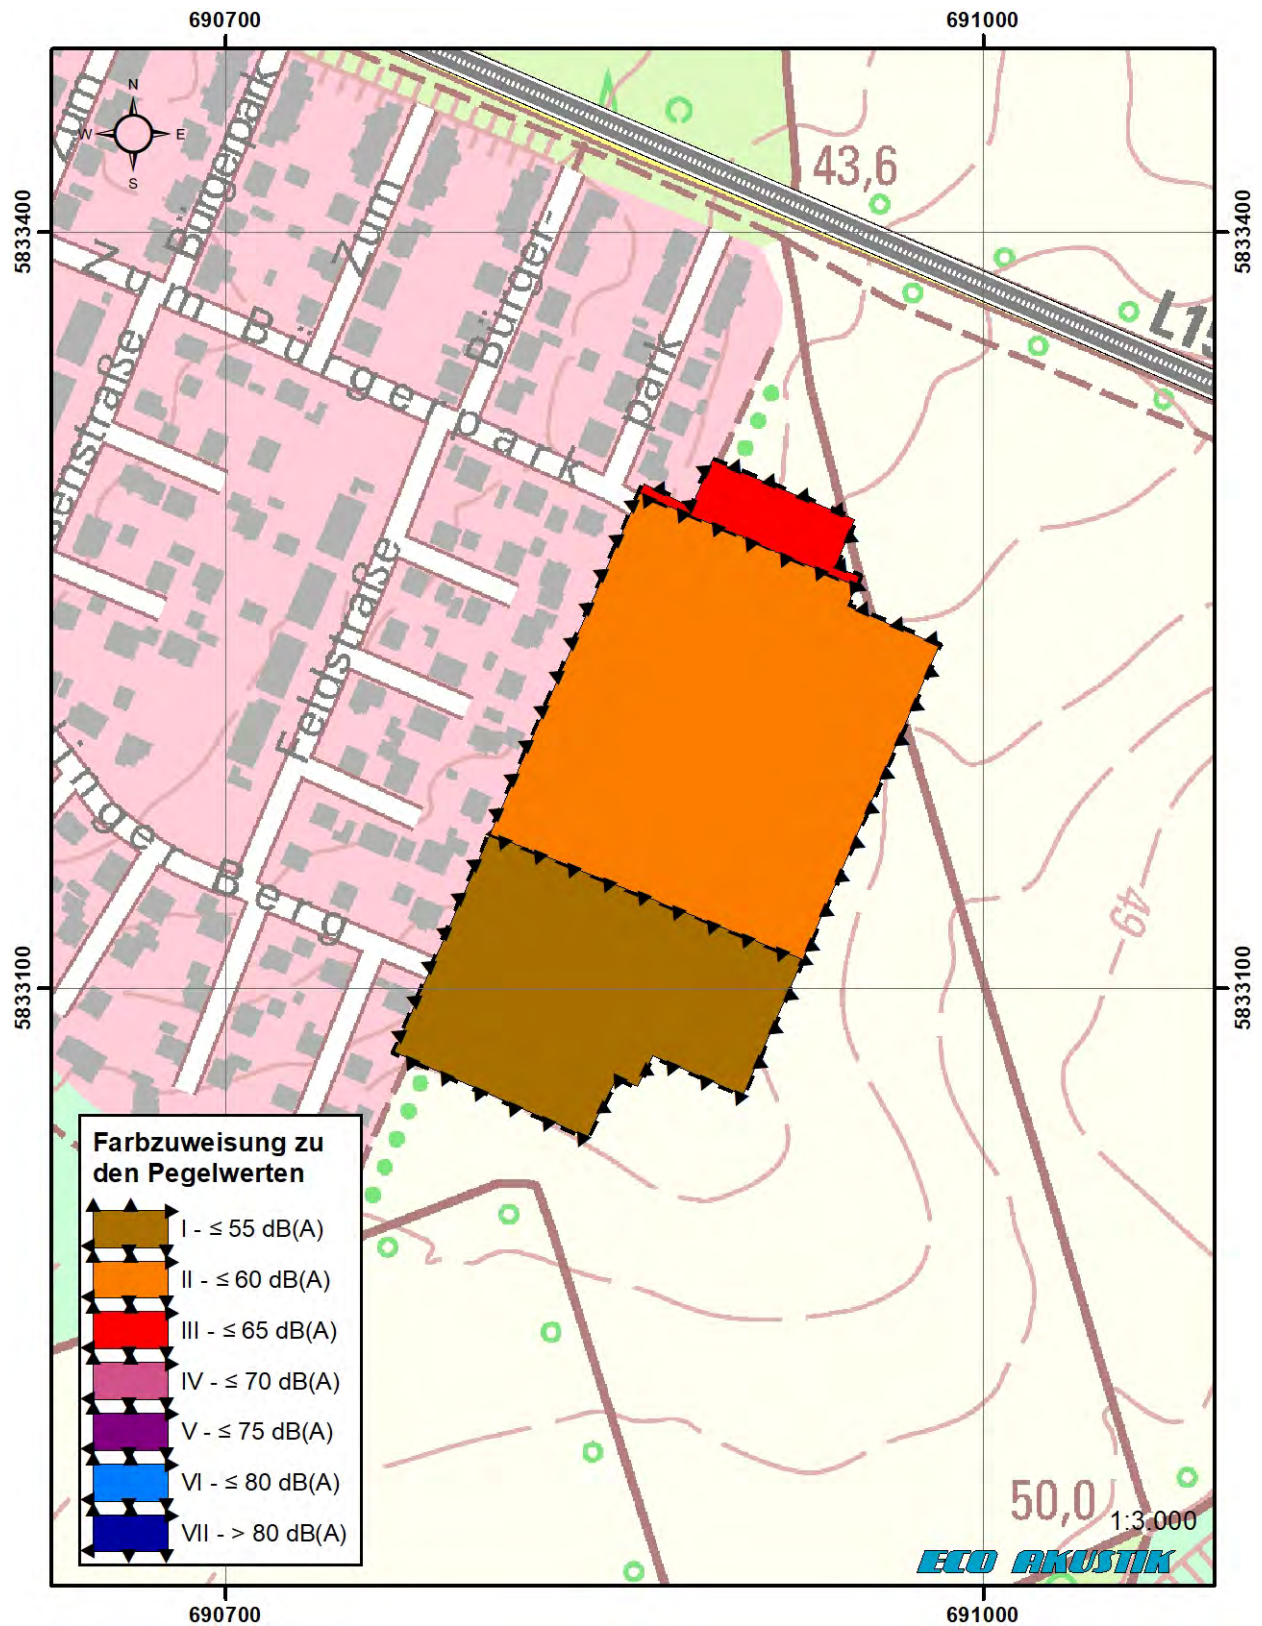 690700
691000
N
W
E
S
Zum
Bürgerpark
Zum
Bürger-
park
43,6
5833400
5833400
Zum Bürgerpark
L15
enstraße
Feldstraße
inger Berg
49
5833100
5833100
Farbzuweisung zu
den Pegelwerten
I - ≤ 55 dB(A)
II - ≤ 60 dB(A)
III - ≤ 65 dB(A)
IV - ≤ 70 dB(A)
V - ≤ 75 dB(A)
VI - ≤ 80 dB(A)
VII - > 80 dB(A)
50,0
1:3.000
ECO AKUSTIK
690700
691000